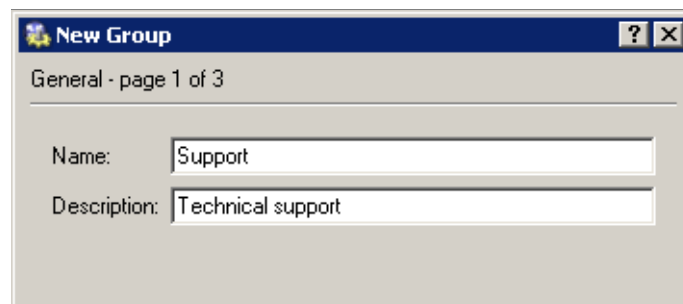 New Group
General - page 1 of 3
Name: Support
Description: Technical support